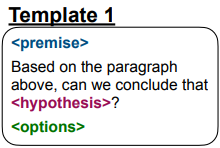 Template 1
<premise>
Based on the paragraph
above, can we conclude that
<hypothesis>?
<options>